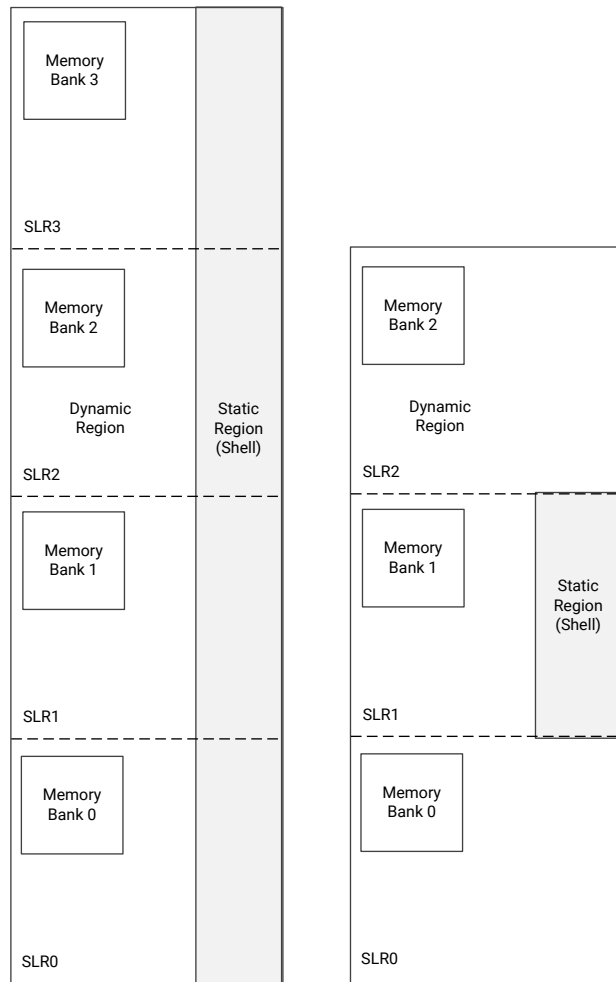 Memory
Bank 3
SLR3
Memory
Bank 2
Dynamic
Region
Static
Region
(Shell)
SLR2
Memory
Bank 1
SLR1
Memory
Bank 0
SLR0
Memory
Bank 2
Dynamic
Region
SLR2
Memory
Bank 1
Static
Region
(Shell)
SLR1
Memory
Bank 0
SLR0